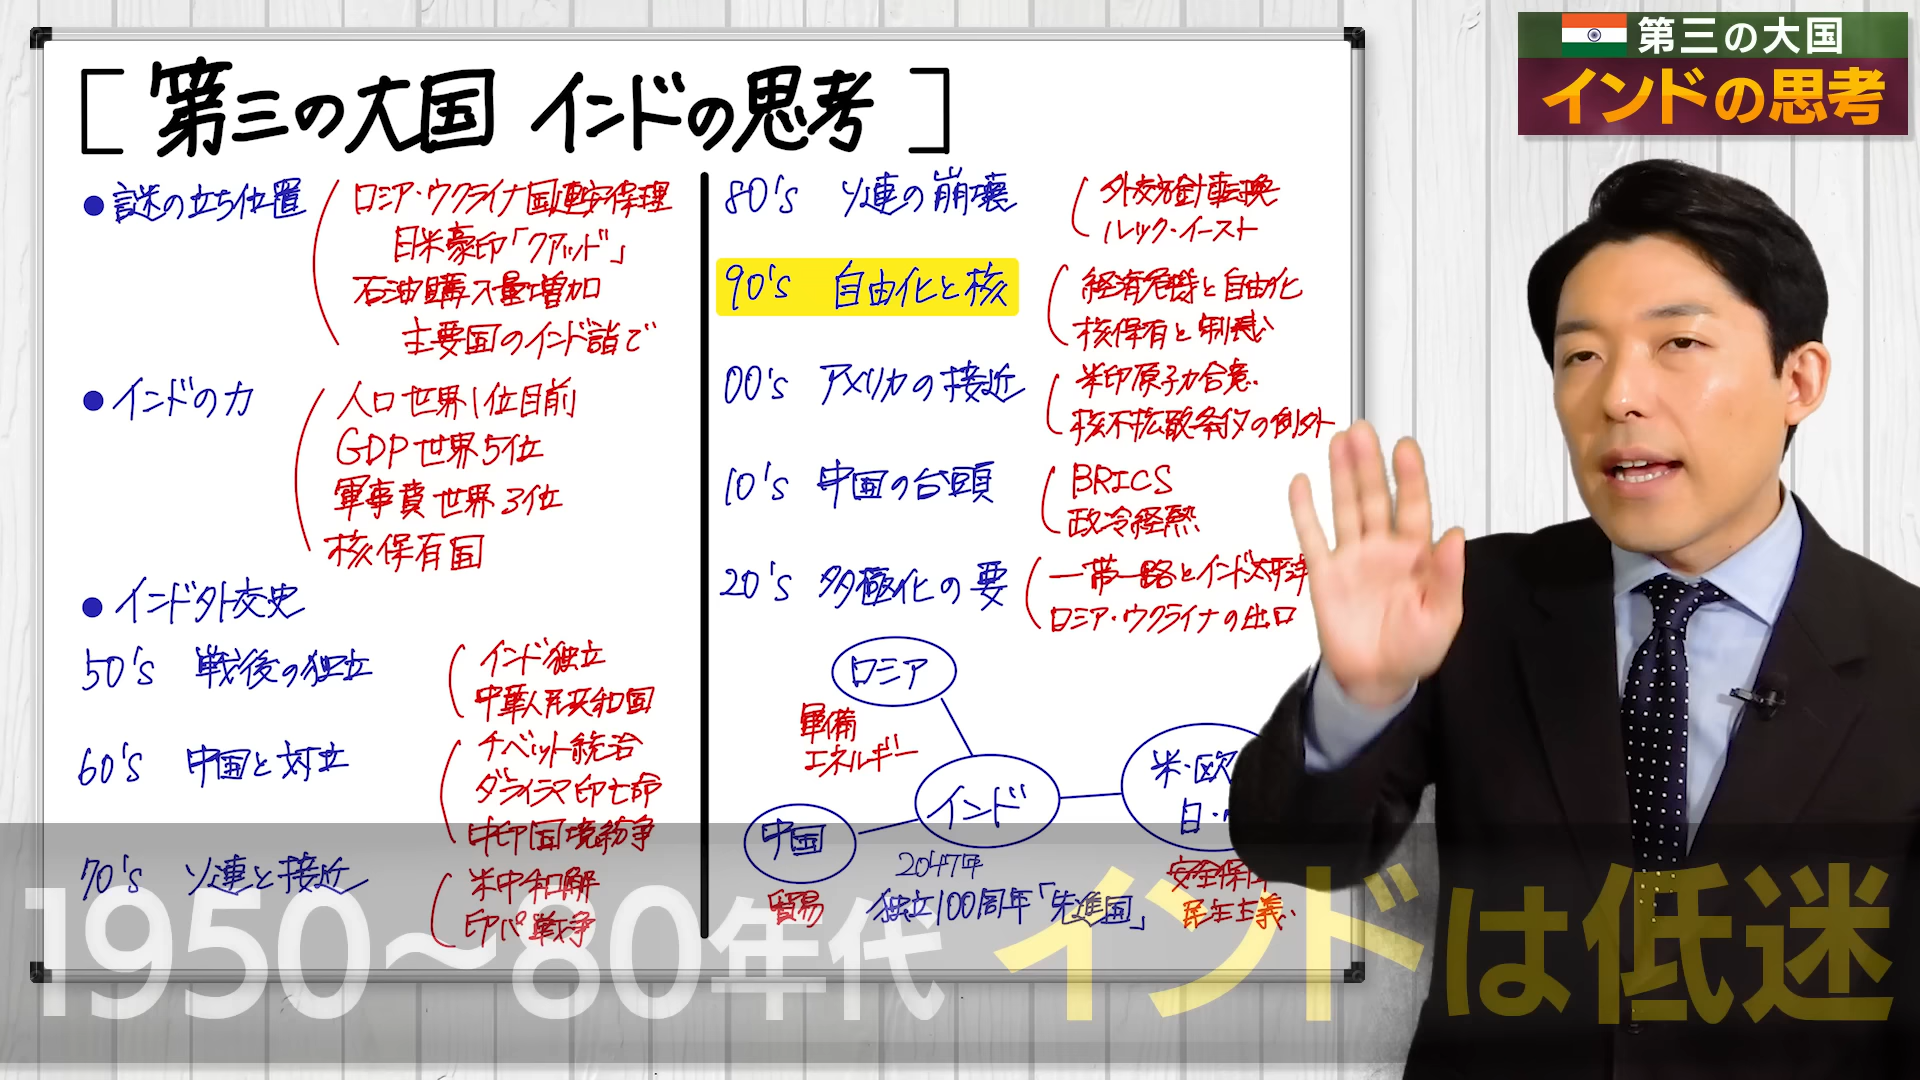 第三の大国
インドの思考
[ 第三の大国 インドの思考 ]
●謎の立ち位置
ロシア・ウクライナ国連安保理
日米豪印「クアッド」
石油購入量増加
主要国のインド詣で
●インドの力
人口世界1位目前
GDP世界5位
軍事費世界3位
核保有国
●インド外交史
50's 戦後の独立
インド独立
中華人民共和国
60's 中国と対立
チベット統治
ダライラマ印亡命
中印国境紛争
70's ソ連と接近
米中和解
印パ戦争
80's ソ連の崩壊
外交方針転換
ルック・イースト
90's 自由化と核
経済危機と自由化
核保有と制裁
00's アメリカの接近
米印原子力合意
核不拡散条約の例外
10's 中国の台頭
BRICS
政冷経熱
20's 多極化の要
一帯一路とインド太平洋
ロシア・ウクライナの出口
ロシア
軍備
エネルギー
インド
米・欧
日・
中国
貿易
2047年
独立100周年「先進国」
安全保障
民主主義
1950〜80年代 インドは低迷